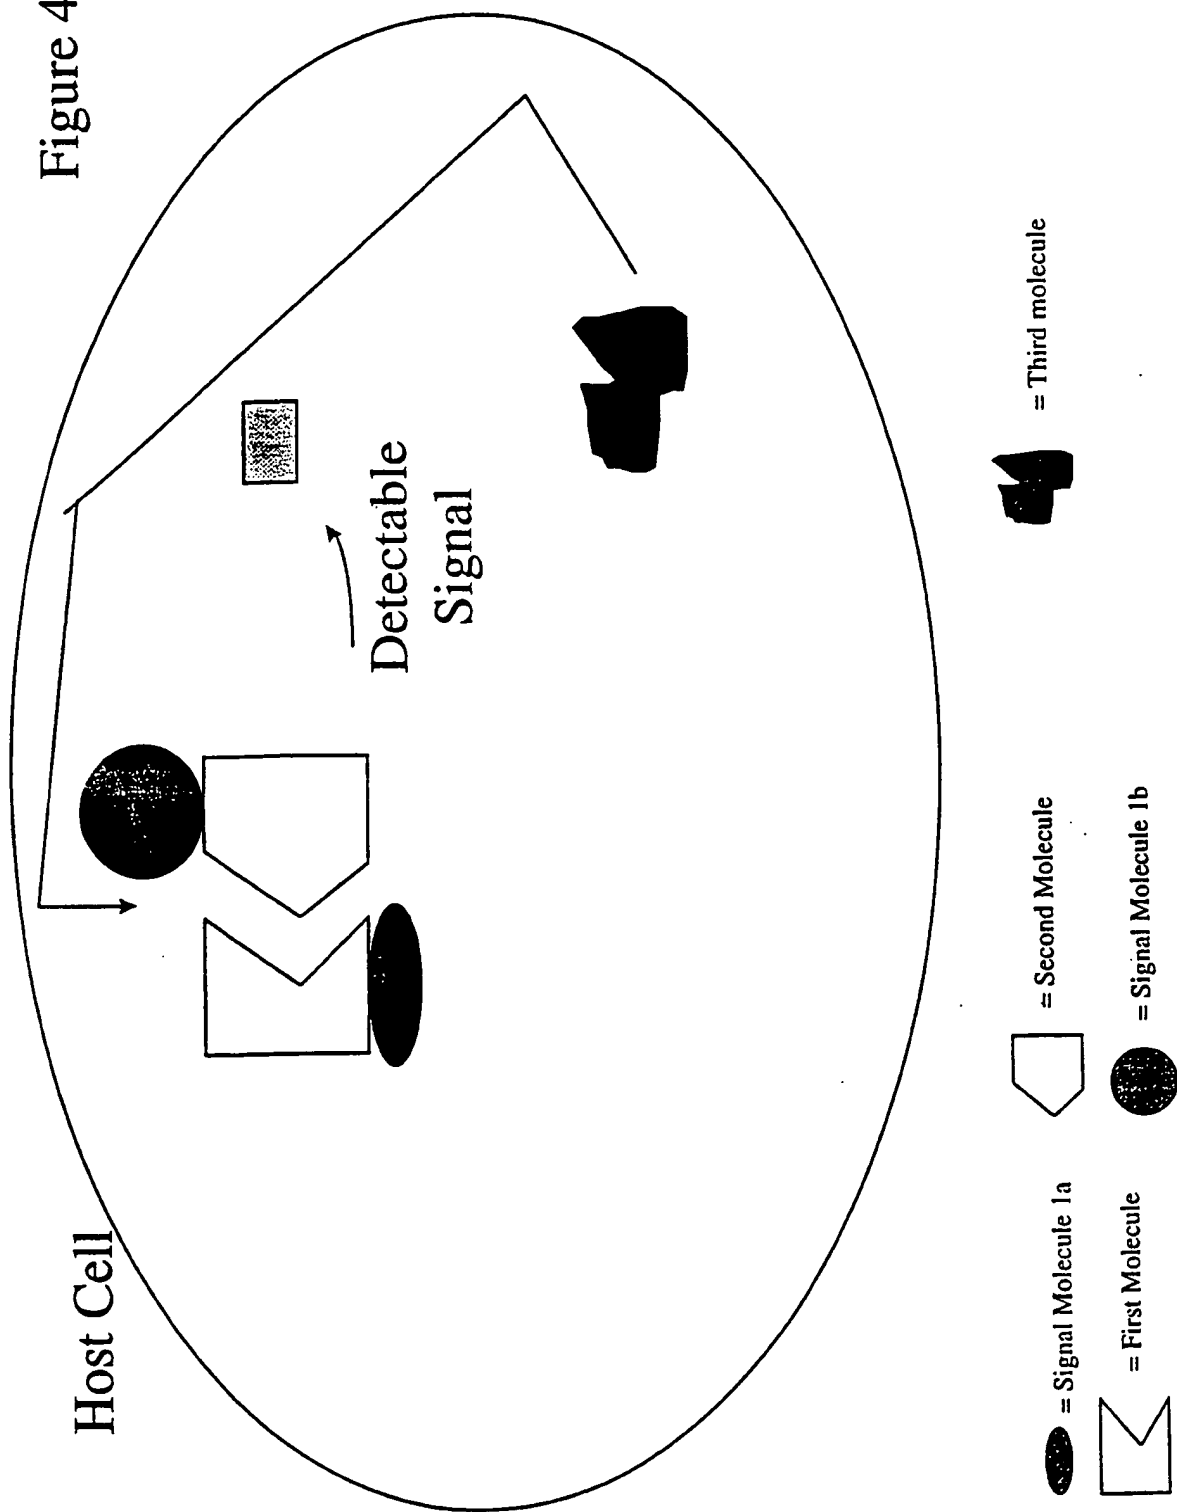 Figure 4
Host Cell
Detectable
Signal
= Signal Molecule 1a
= Second Molecule
= Third molecule
= First Molecule
= Signal Molecule 1b